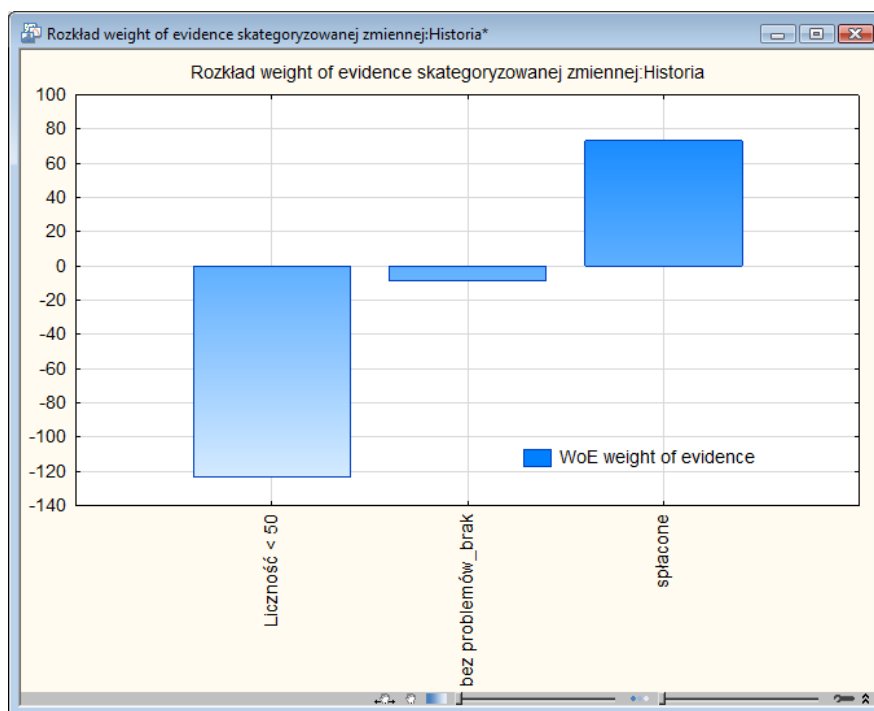 Rozkład weight of evidence skategoryzowanej zmiennej:Historia*
Rozkład weight of evidence skategoryzowanej zmiennej:Historia
100
80
60
40
20
0
-20
-40
-60
-80
-100
-120
-140
WoE weight of evidence
Liczność < 50
bez problemów_brak
spłacone